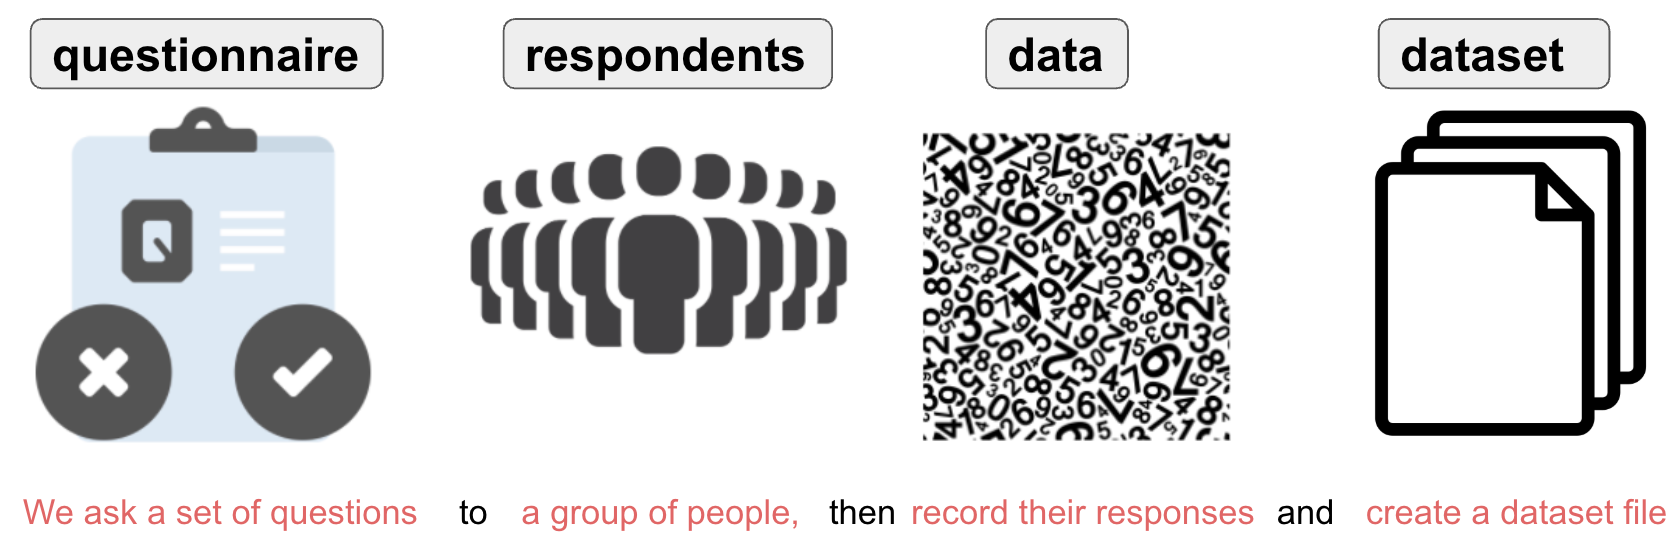 questionnaire respondents data dataset
Q
We ask a set of questions to a group of people, then record their responses and create a dataset file